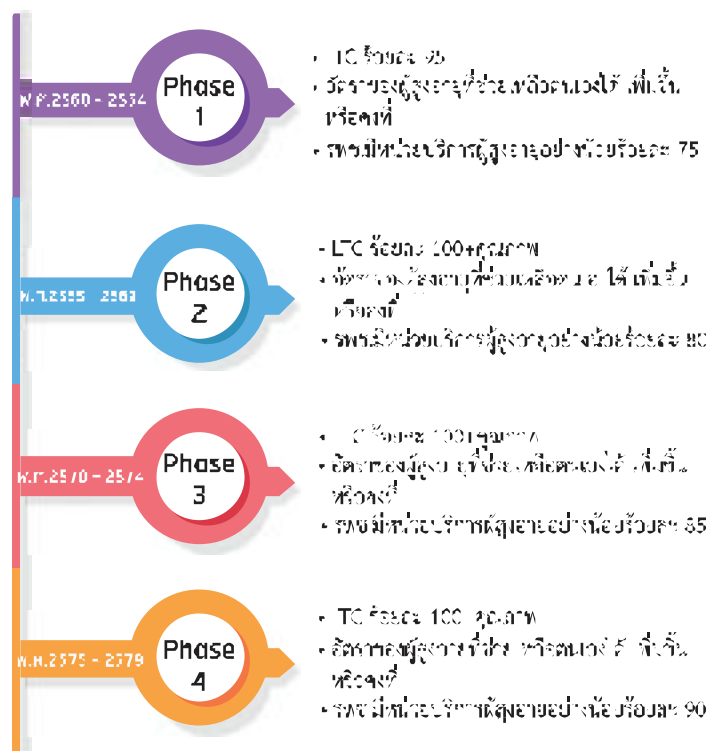 พ.ศ.2560 - 2564
Phase
1
- LTC ร้อยละ 95
- อัตราของผู้สูงอายุที่ช่วยเหลือตนเองได้ เพิ่มขึ้น
หรือคงที่
- รพช.มีหน่วยบริการผู้สูงอายุอย่างน้อยร้อยละ 75
Phase
2
- LTC ร้อยละ 100+คุณภาพ
- อัตราของผู้สูงอายุที่ช่วยเหลือตนเองได้ เพิ่มขึ้น
หรือคงที่
- รพช.มีหน่วยบริการผู้สูงอายุอย่างน้อยร้อยละ 80
พ.ศ.2570 - 2574
Phase
3
- LTC ร้อยละ 100+คุณภาพ
- อัตราของผู้สูงอายุที่ช่วยเหลือตนเองได้ เพิ่มขึ้น
หรือคงที่
- รพช.มีหน่วยบริการผู้สูงอายุอย่างน้อยร้อยละ 85
พ.ศ.2575 - 2579
Phase
4
- LTC ร้อยละ 100+คุณภาพ
- อัตราของผู้สูงอายุที่ช่วยเหลือตนเองได้ เพิ่มขึ้น
หรือคงที่
- รพช.มีหน่วยบริการผู้สูงอายุอย่างน้อยร้อยละ 90